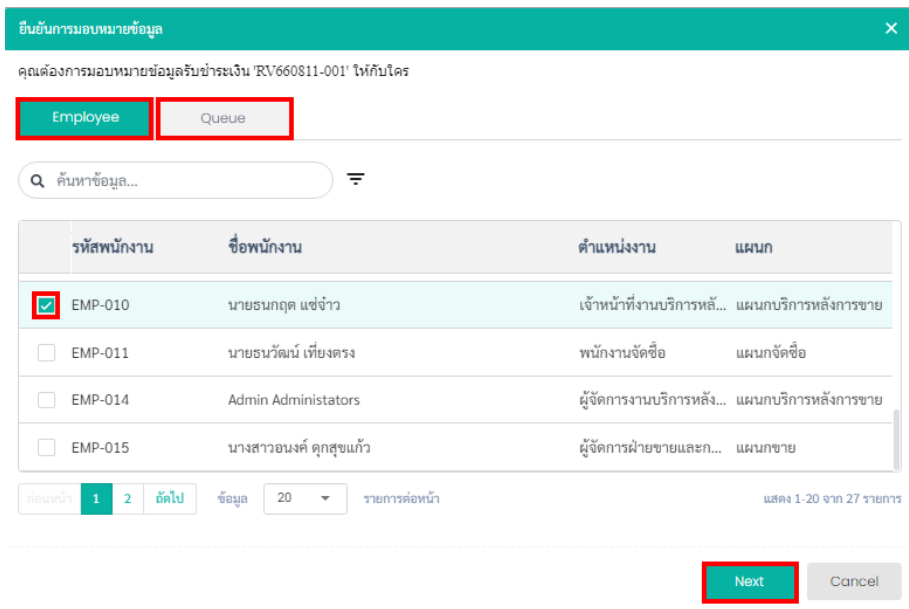 ยืนยันการมอบหมายข้อมูล
คุณต้องการมอบหมายข้อมูลรับชำระเงิน 'RV660811-001' ให้กับใคร
Employee Queue
ค้นหาข้อมูล...
รหัสพนักงาน ชื่อพนักงาน ตำแหน่งงาน แผนก
EMP-010 นายธนกฤต แซ่จ๋าว เจ้าหน้าที่งานบริการหลั... แผนกบริการหลังการขาย
EMP-011 นายธนวัฒน์ เที่ยงตรง พนักงานจัดซื้อ แผนกจัดซื้อ
EMP-014 Admin Administators ผู้จัดการงานบริการหลัง... แผนกบริการหลังการขาย
EMP-015 นางสาวอนงค์ ดุกสุขแก้ว ผู้จัดการฝ่ายขายและก... แผนกขาย
ก่อนหน้า 1 2 ถัดไป ข้อมูล 20 รายการต่อหน้า แสดง 1-20 จาก 27 รายการ
Next Cancel